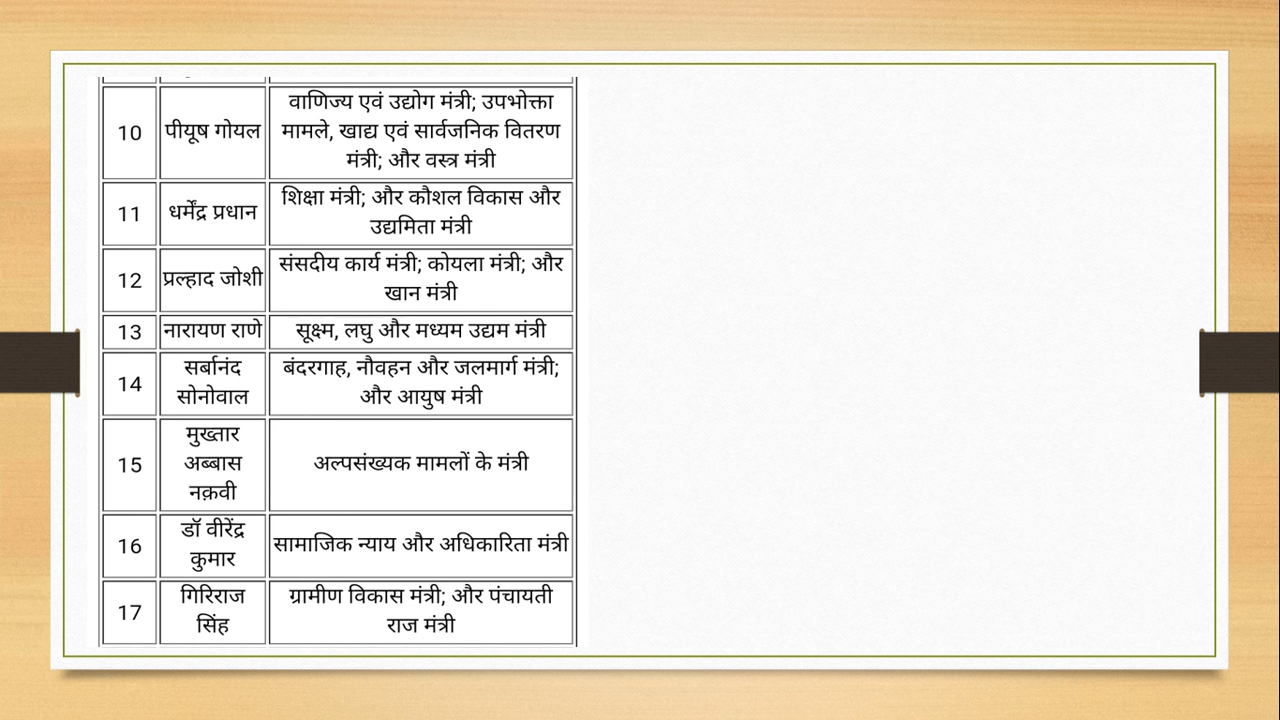 10 पीयूष गोयल वाणिज्य एवं उद्योग मंत्री; उपभोक्ता
मामले, खाद्य एवं सार्वजनिक वितरण
मंत्री; और वस्त्र मंत्री
11 धर्मेंद्र प्रधान शिक्षा मंत्री; और कौशल विकास और
उद्यमिता मंत्री
12 प्रल्हाद जोशी संसदीय कार्य मंत्री; कोयला मंत्री; और
खान मंत्री
13 नारायण राणे सूक्ष्म, लघु और मध्यम उद्यम मंत्री
14 सर्बानंद
सोनोवाल
बंदरगाह, नौवहन और जलमार्ग मंत्री;
और आयुष मंत्री
15 मुख्तार
अब्बास
नक़वी
अल्पसंख्यक मामलों के मंत्री
16 डॉ वीरेंद्र
कुमार
सामाजिक न्याय और अधिकारिता मंत्री
17 गिरिराज
सिंह
ग्रामीण विकास मंत्री; और पंचायती
राज मंत्री